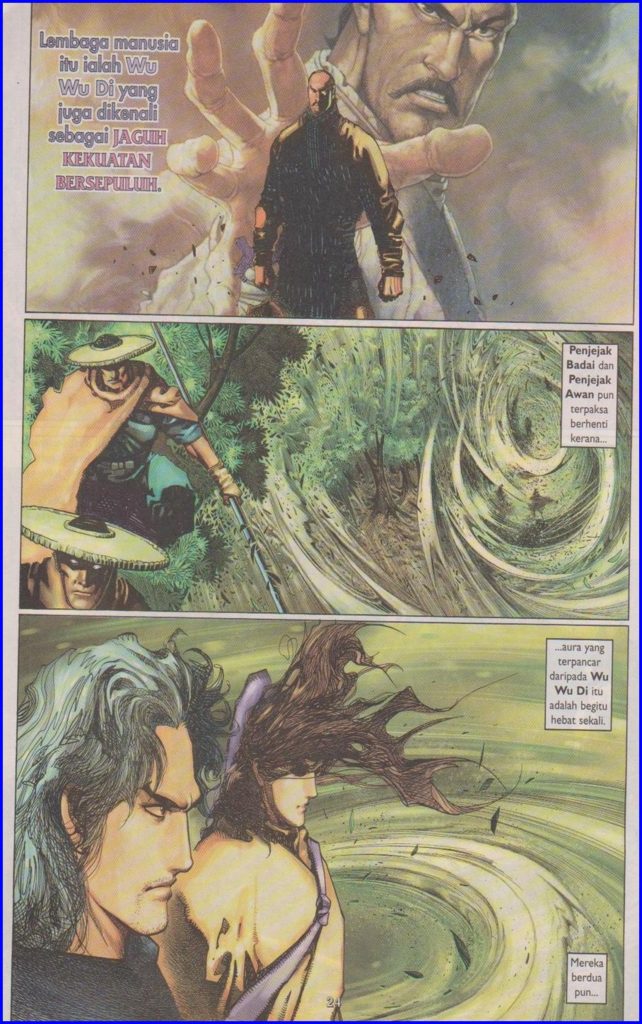 Lembaga manusia
itu ialah Wu
Wu Di yang
juga dikenali
sebagai JAGUH
KEKUATAN
BERSEPULUH.
Penjejak
Badai dan
Penjejak
Awan pun
terpaksa
berhenti
kerana...
...aura yang
terpancar
daripada Wu
Wu Di itu
adalah begitu
hebat sekali.
Mereka
berdua
pun...
24